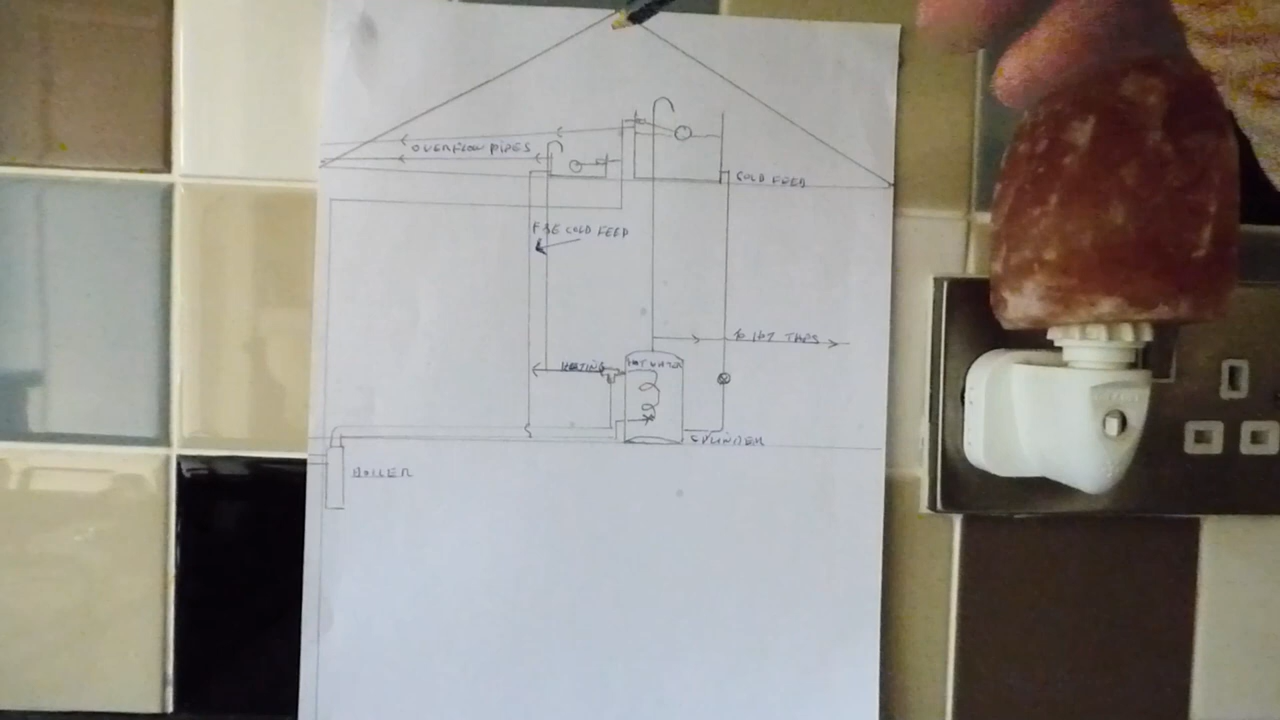 OVERFLOW PIPES
COLD FEED
F&E COLD FEED
TO HOT TAPS
HEATING
HOT WATER
CYLINDER
BOILER